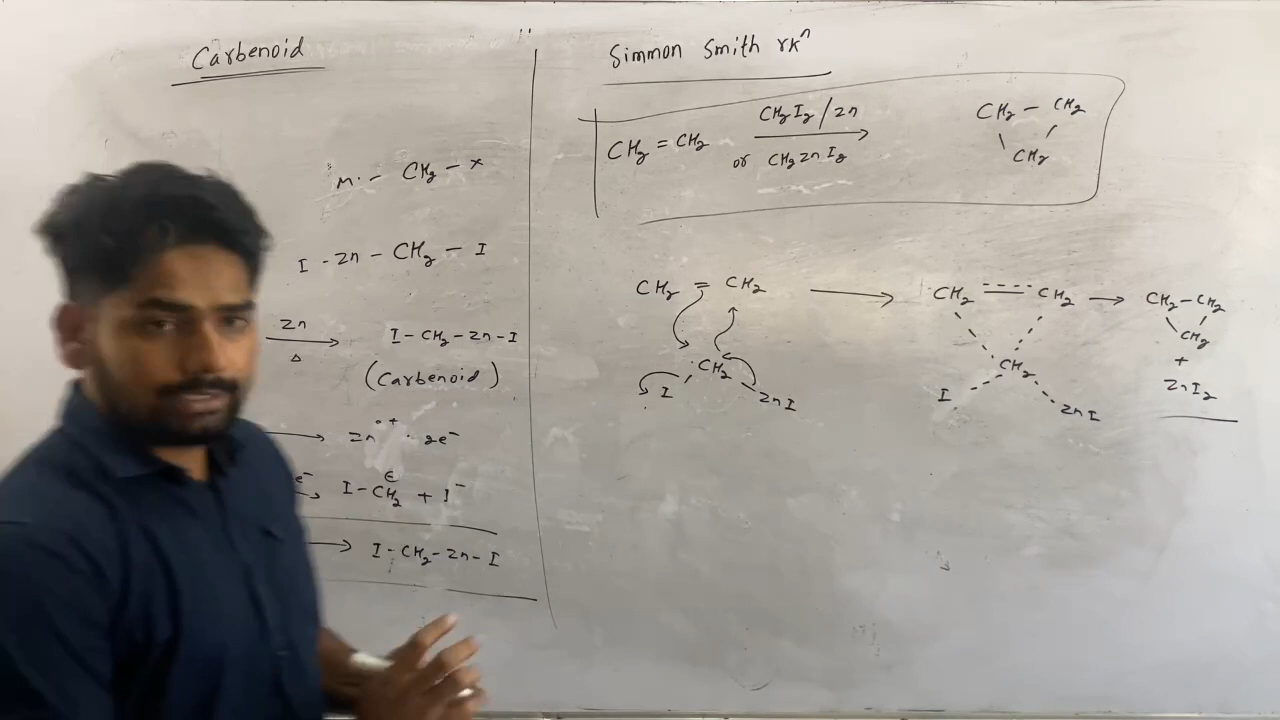 Carbenoid
M - CH2 - X
I - Zn - CH2 - I
Zn
Δ
I - CH2 - Zn - I
(Carbenoid)
Zn++ 2e-
e-
I - CH2 + I-
I - CH2 - Zn - I
Simmon Smith rxn
CH2 = CH2
CH2I2 / Zn
or CH2ZnI2
CH2 - CH2
CH2
CH2 = CH2
CH2
I
ZnI
CH2 CH2
CH2
I
ZnI
CH2 - CH2
CH2
+
ZnI2